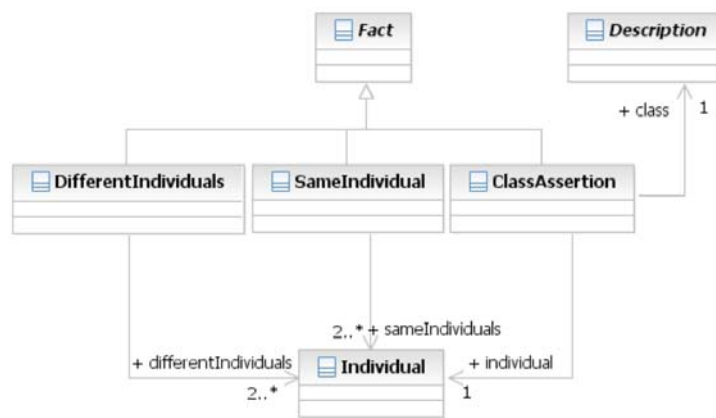 Fact
Description
+ class
1
DifferentIndividuals
SameIndividual
ClassAssertion
2..*
+ sameIndividuals
+ differentIndividuals
2..*
Individual
+ individual
1